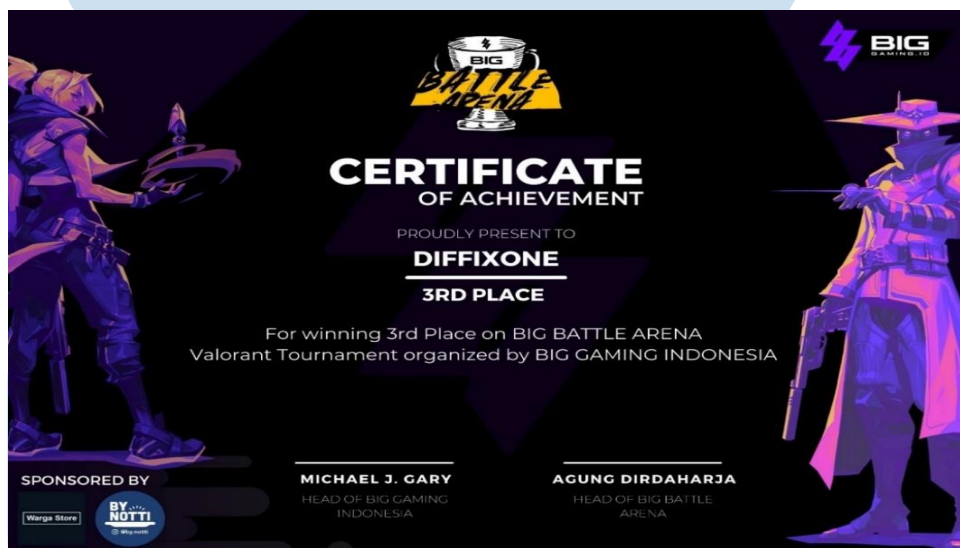 BIG
BATTLE
ARENA
BIG
GAMING.ID
CERTIFICATE
OF ACHIEVEMENT
PROUDLY PRESENT TO
DIFFIXONE
3RD PLACE
For winning 3rd Place on BIG BATTLE ARENA
Valorant Tournament organized by BIG GAMING INDONESIA
SPONSORED BY
Warga Store
BY
NOTTI
@by.notti
MICHAEL J. GARY
HEAD OF BIG GAMING
INDONESIA
AGUNG DIRDAHARJA
HEAD OF BIG BATTLE
ARENA